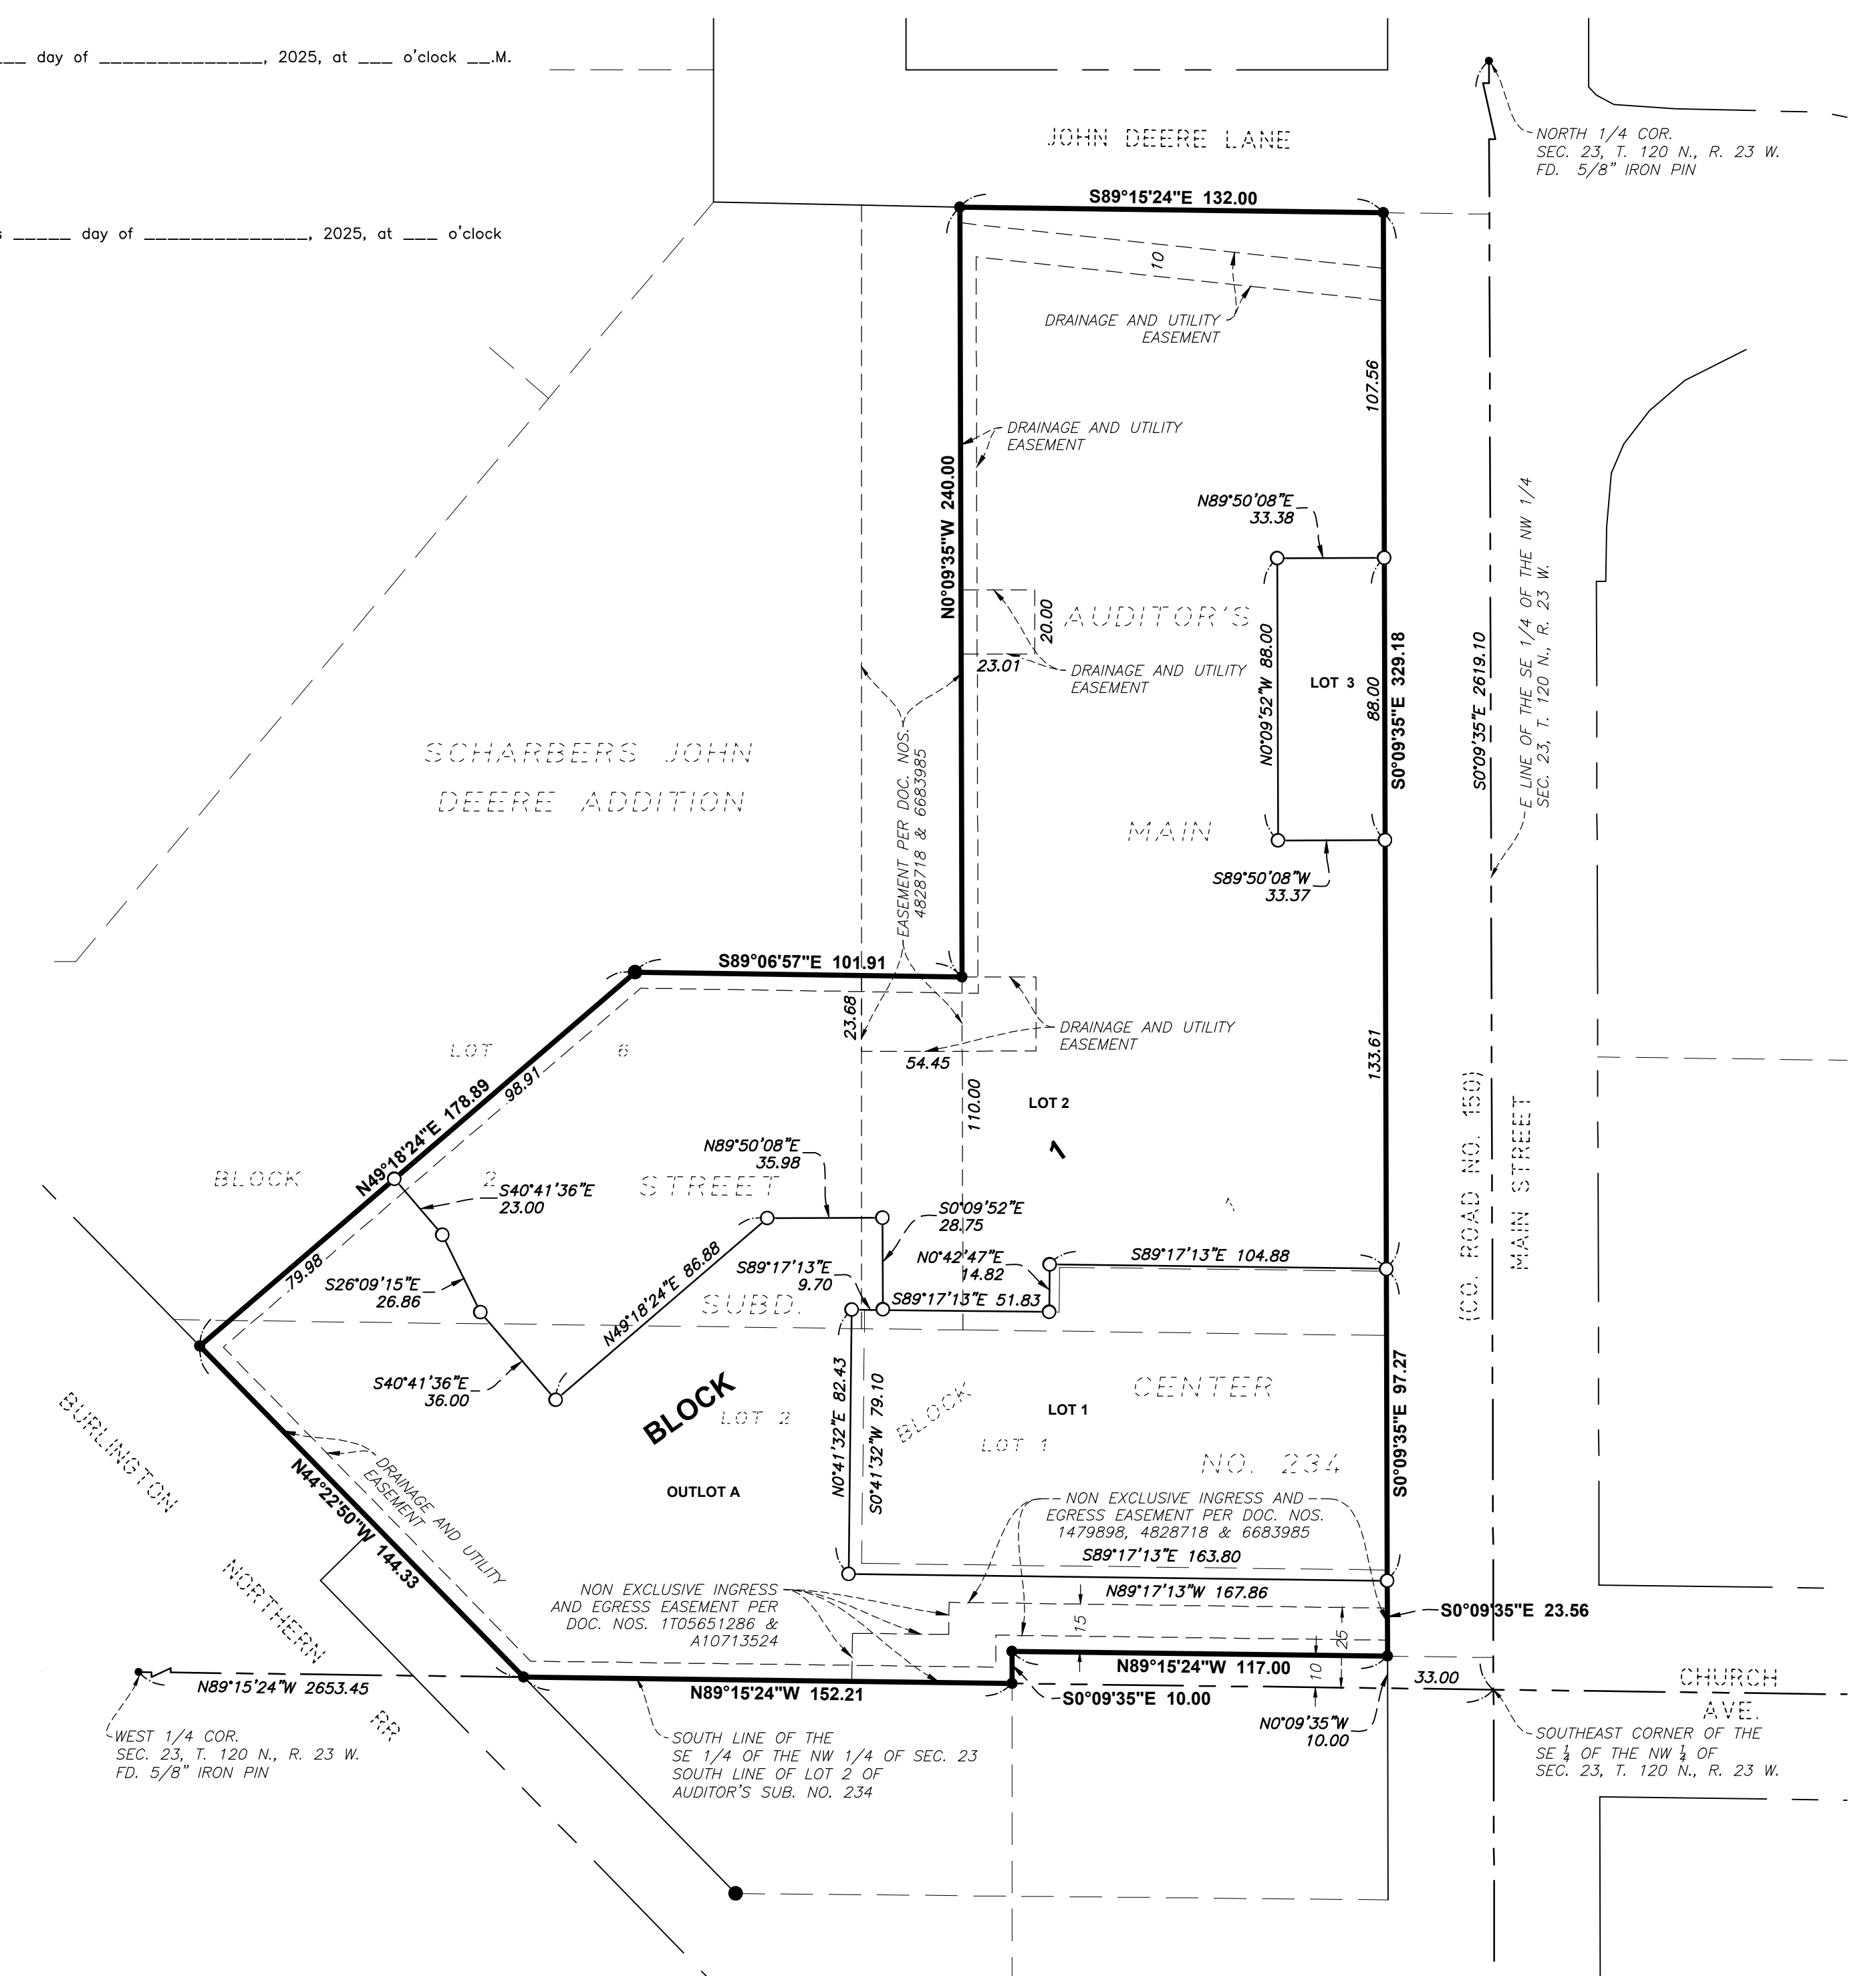 ___ day of _______________, 2025, at ___ o'clock __.M.
s _____ day of _______________, 2025, at ___ o'clock
JOHN DEERE LANE
NORTH 1/4 COR.
SEC. 23, T. 120 N., R. 23 W.
FD. 5/8" IRON PIN
S89°15'24"E 132.00
10
DRAINAGE AND UTILITY
EASEMENT
107.56
DRAINAGE AND UTILITY
EASEMENT
N0°09'35"W 240.00
N89°50'08"E
33.38
E LINE OF THE SE 1/4 OF THE NW 1/4
SEC. 23, T. 120 N., R. 23 W.
AUDITOR'S
20.00
23.01
DRAINAGE AND UTILITY
EASEMENT
N0°09'52"W 88.00
LOT 3
88.00
S0°09'35"E 329.18
S0°09'35"E 2619.10
SCHARBERS JOHN
DEERE ADDITION
EASEMENT PER DOC. NOS.
4828718 & 6683985
MAIN
S89°50'08"W
33.37
S89°06'57"E 101.91
23.68
DRAINAGE AND UTILITY
EASEMENT
54.45
133.61
LOT 6
98.91
N49°18'24"E 178.89
110.00
LOT 2
1
(CO. ROAD NO. 150)
MAIN STREET
N89°50'08"E
35.98
BLOCK 2
STREET
S40°41'36"E
23.00
S0°09'52"E
28.75
79.98
S26°09'15"E
26.86
N49°18'24"E 86.88
S89°17'13"E
9.70
N0°42'47"E
14.82
S89°17'13"E 104.88
SUBD.
S89°17'13"E 51.83
S40°41'36"E
36.00
N0°41'32"E 82.43
S0°41'32"W 79.10
BLOCK
LOT 2
BLOCK
CENTER
LOT 1
LOT 1
S0°09'35"E 97.27
NO. 234
BURLINGTON
NORTHERN
RR
DRAINAGE AND UTILITY
EASEMENT
N44°22'50"W 144.33
OUTLOT A
NON EXCLUSIVE INGRESS AND
EGRESS EASEMENT PER DOC. NOS.
1479898, 4828718 & 6683985
S89°17'13"E 163.80
N89°17'13"W 167.86
NON EXCLUSIVE INGRESS
AND EGRESS EASEMENT PER
DOC. NOS. 1T05651286 &
A10713524
15
25
10
S0°09'35"E 23.56
N89°15'24"W 117.00
33.00
CHURCH
AVE.
N89°15'24"W 2653.45
N89°15'24"W 152.21
S0°09'35"E 10.00
N0°09'35"W
10.00
WEST 1/4 COR.
SEC. 23, T. 120 N., R. 23 W.
FD. 5/8" IRON PIN
SOUTH LINE OF THE
SE 1/4 OF THE NW 1/4 OF SEC. 23
SOUTH LINE OF LOT 2 OF
AUDITOR'S SUB. NO. 234
SOUTHEAST CORNER OF THE
SE 1/4 OF THE NW 1/4 OF
SEC. 23, T. 120 N., R. 23 W.